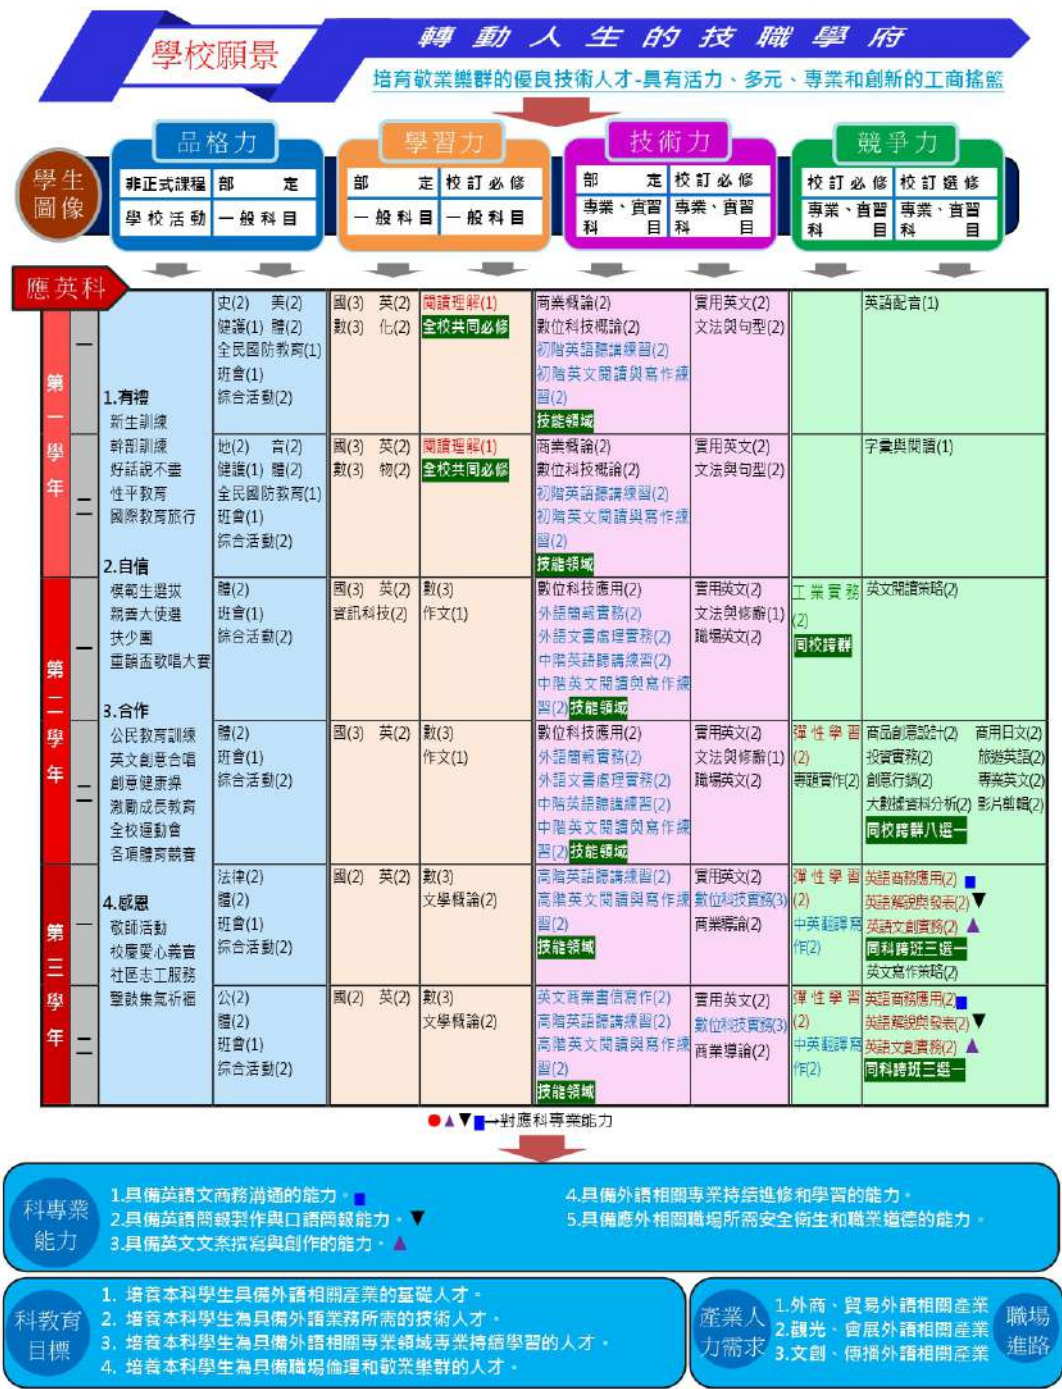 學校願景
轉動人生的技職學府
培育敬業樂群的優良技術人才-具有活力、多元、專業和創新的工商搖籃
學生
圖像
品格力
非正式課程 部定
學校活動 一般科目
學習力
部定 校訂必修
一般科目 一般科目
技術力
部定 校訂必修
專業、實習 專業、實習
科目 科目
競爭力
校訂必修 校訂選修
專業、實習 專業、實習
科目 科目
應英科
第一學年
一
二
第二學年
一
二
第三學年
一
二
1.有禮
新生訓練
幹部訓練
好話說不盡
性平教育
國際教育旅行
2.自信
模範生選拔
親善大使選
扶少團
重韻盃歌唱大賽
3.合作
公民教育訓練
英文創意合唱
創意健康操
激勵成長教育
全校運動會
各項體育競賽
4.感恩
敬師活動
校慶愛心義賣
社區志工服務
擊鼓集氣祈福
史(2) 美(2)
健護(1) 體(2)
全民國防教育(1)
班會(1)
綜合活動(2)
國(3) 英(2)
數(3) 化(2)
閱讀理解(1)
全校共同必修
商業概論(2)
數位科技概論(2)
初階英語聽講練習(2)
初階英文閱讀與寫作練
習(2)
技能領域
實用英文(2)
文法與句型(2)
英語配音(1)
地(2) 音(2)
健護(1) 體(2)
全民國防教育(1)
班會(1)
綜合活動(2)
國(3) 英(2)
數(3) 物(2)
閱讀理解(1)
全校共同必修
商業概論(2)
數位科技概論(2)
初階英語聽講練習(2)
初階英文閱讀與寫作練
習(2)
技能領域
實用英文(2)
文法與句型(2)
字彙與閱讀(1)
體(2)
班會(1)
綜合活動(2)
國(3) 英(2)
資訊科技(2)
數(3)
作文(1)
數位科技應用(2)
外語簡報實務(2)
外語文書處理實務(2)
中階英語聽講練習(2)
中階英文閱讀與寫作練
習(2)技能領域
實用英文(2)
文法與修辭(1)
職場英文(2)
工業實務
(2)
同校跨群
英文閱讀策略(2)
體(2)
班會(1)
綜合活動(2)
國(3) 英(2)
數(3)
作文(1)
數位科技應用(2)
外語簡報實務(2)
外語文書處理實務(2)
中階英語聽講練習(2)
中階英文閱讀與寫作練
習(2)技能領域
實用英文(2)
文法與修辭(1)
職場英文(2)
彈性學習
(2)
專題實作(2)
商品創意設計(2) 商用日文(2)
投資實務(2) 旅遊英語(2)
創意行銷(2) 專業英文(2)
大數據資料分析(2) 影片剪輯(2)
同校跨群八選一
法律(2)
體(2)
班會(1)
綜合活動(2)
國(2) 英(2)
數(3)
文學概論(2)
高階英語聽講練習(2)
高階英文閱讀與寫作練
習(2)
技能領域
實用英文(2)
數位科技實務(3)
商業導論(2)
彈性學習
(2)
中英翻譯寫
作(2)
英語商務應用(2) ■
英語解說與發表(2) ▼
英語文創實務(2) ▲
同科跨班三選一
英文寫作策略(2)
公(2)
體(2)
班會(1)
綜合活動(2)
國(2) 英(2)
數(3)
文學概論(2)
英文商業書信寫作(2)
高階英語聽講練習(2)
高階英文閱讀與寫作練
習(2)
技能領域
實用英文(2)
數位科技實務(3)
商業導論(2)
彈性學習
(2)
中英翻譯寫
作(2)
英語商務應用(2)■
英語解說與發表(2) ▼
英語文創實務(2) ▲
同科跨班三選一
●▲▼■→對應科專業能力
科專業
能力
1.具備英語文商務溝通的能力。■
2.具備英語簡報製作與口語簡報能力。▼
3.具備英文文案撰寫與創作的能力。▲
4.具備外語相關專業持續進修和學習的能力。
5.具備應外相關職場所需安全衛生和職業道德的能力。
科教育
目標
1. 培養本科學生具備外語相關產業的基礎人才。
2. 培養本科學生為具備外語業務所需的技術人才。
3. 培養本科學生為具備外語相關專業領域專業持續學習的人才。
4. 培養本科學生為具備職場倫理和敬業樂群的人才。
產業人
力需求
1.外商、貿易外語相關產業
2.觀光、會展外語相關產業
3.文創、傳播外語相關產業
職場
進路